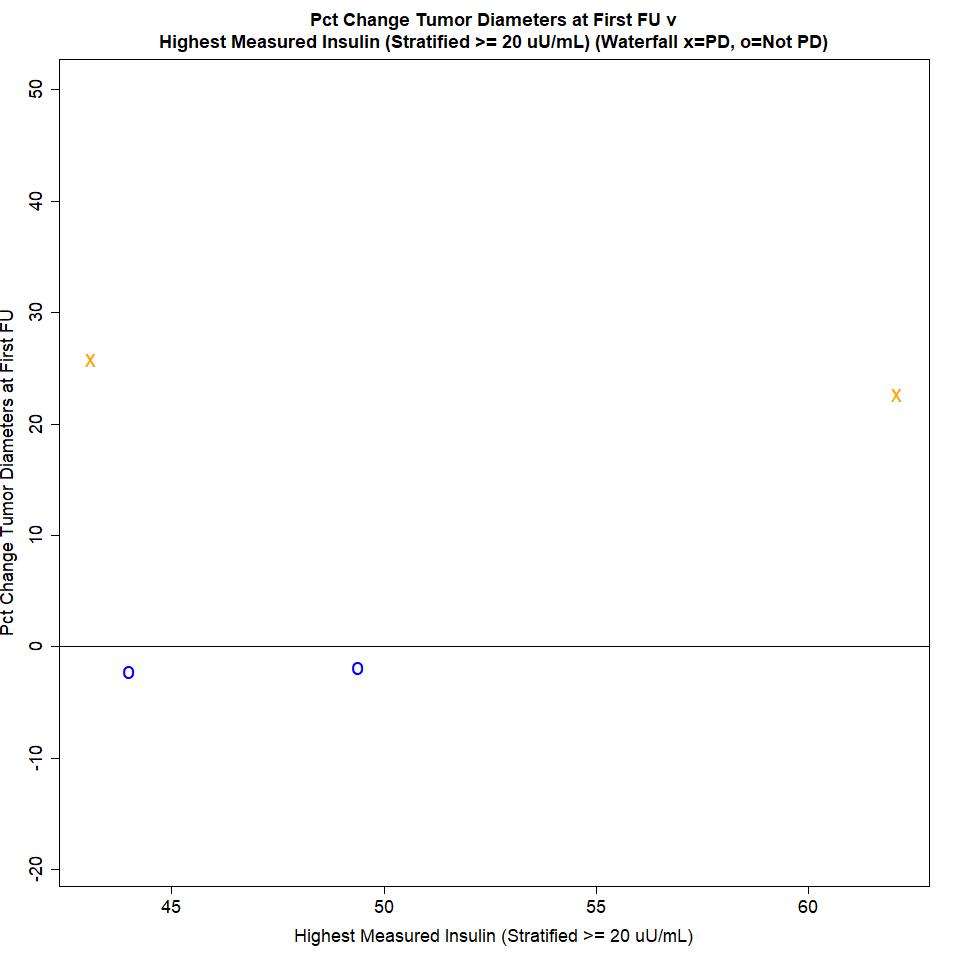 Pct Change Tumor Diameters at First FU v
Highest Measured Insulin (Stratified >= 20 uU/mL) (Waterfall x=PD, o=Not PD)
Pct Change Tumor Diameters at First FU
50
40
30
20
10
0
-10
-20
X
X
O
O
45
50
55
60
Highest Measured Insulin (Stratified >= 20 uU/mL)